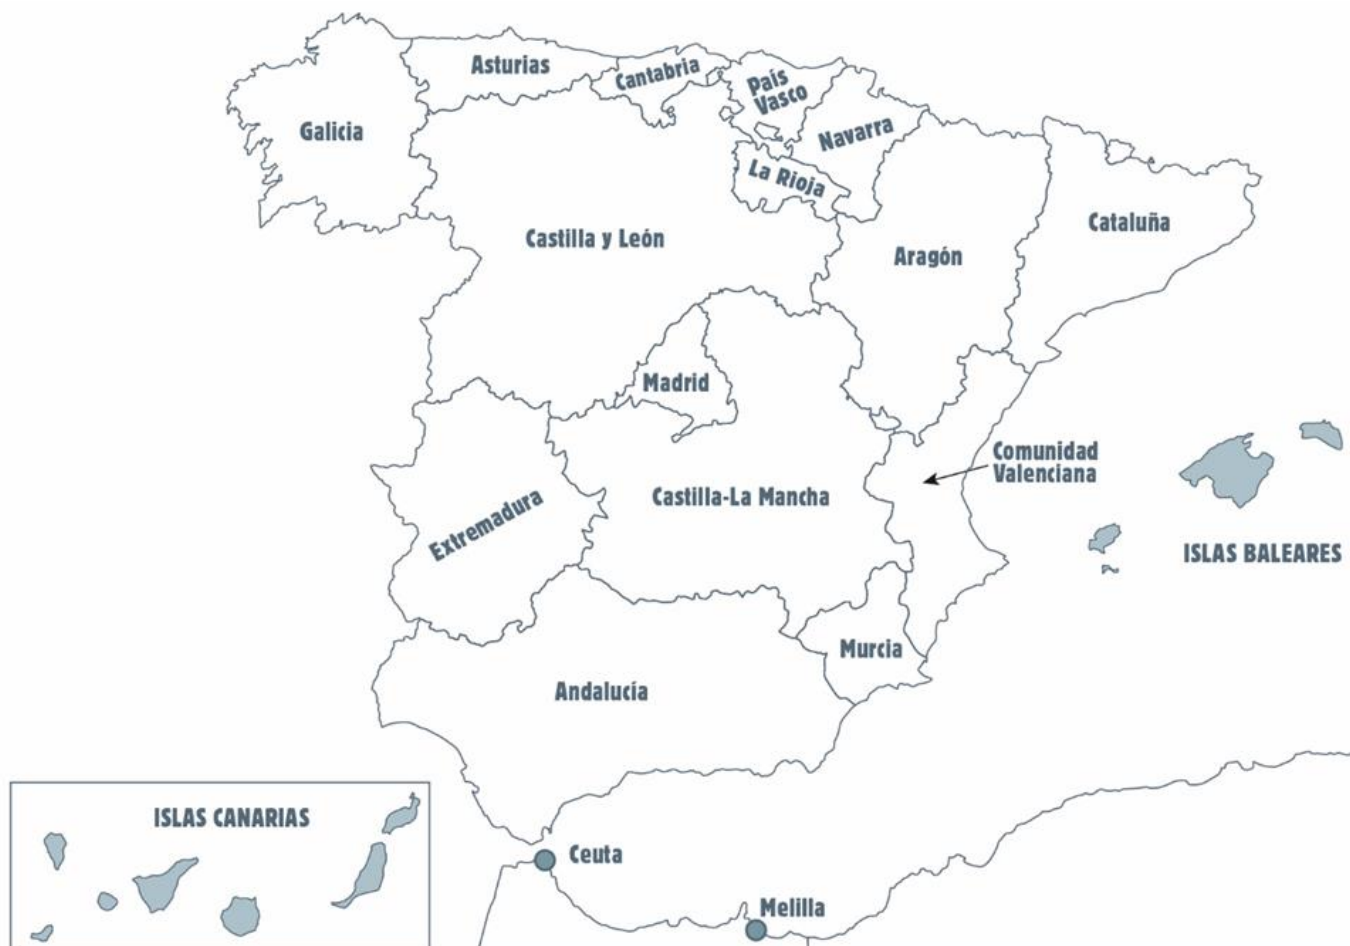 Asturias
Cantabria
País
Vasco
Galicia
Navarra
La Rioja
Castilla y León
Aragón
Cataluña
Madrid
Comunidad
Valenciana
Castilla-La Mancha
Extremadura
ISLAS BALEARES
Murcia
Andalucía
ISLAS CANARIAS
Ceuta
Melilla